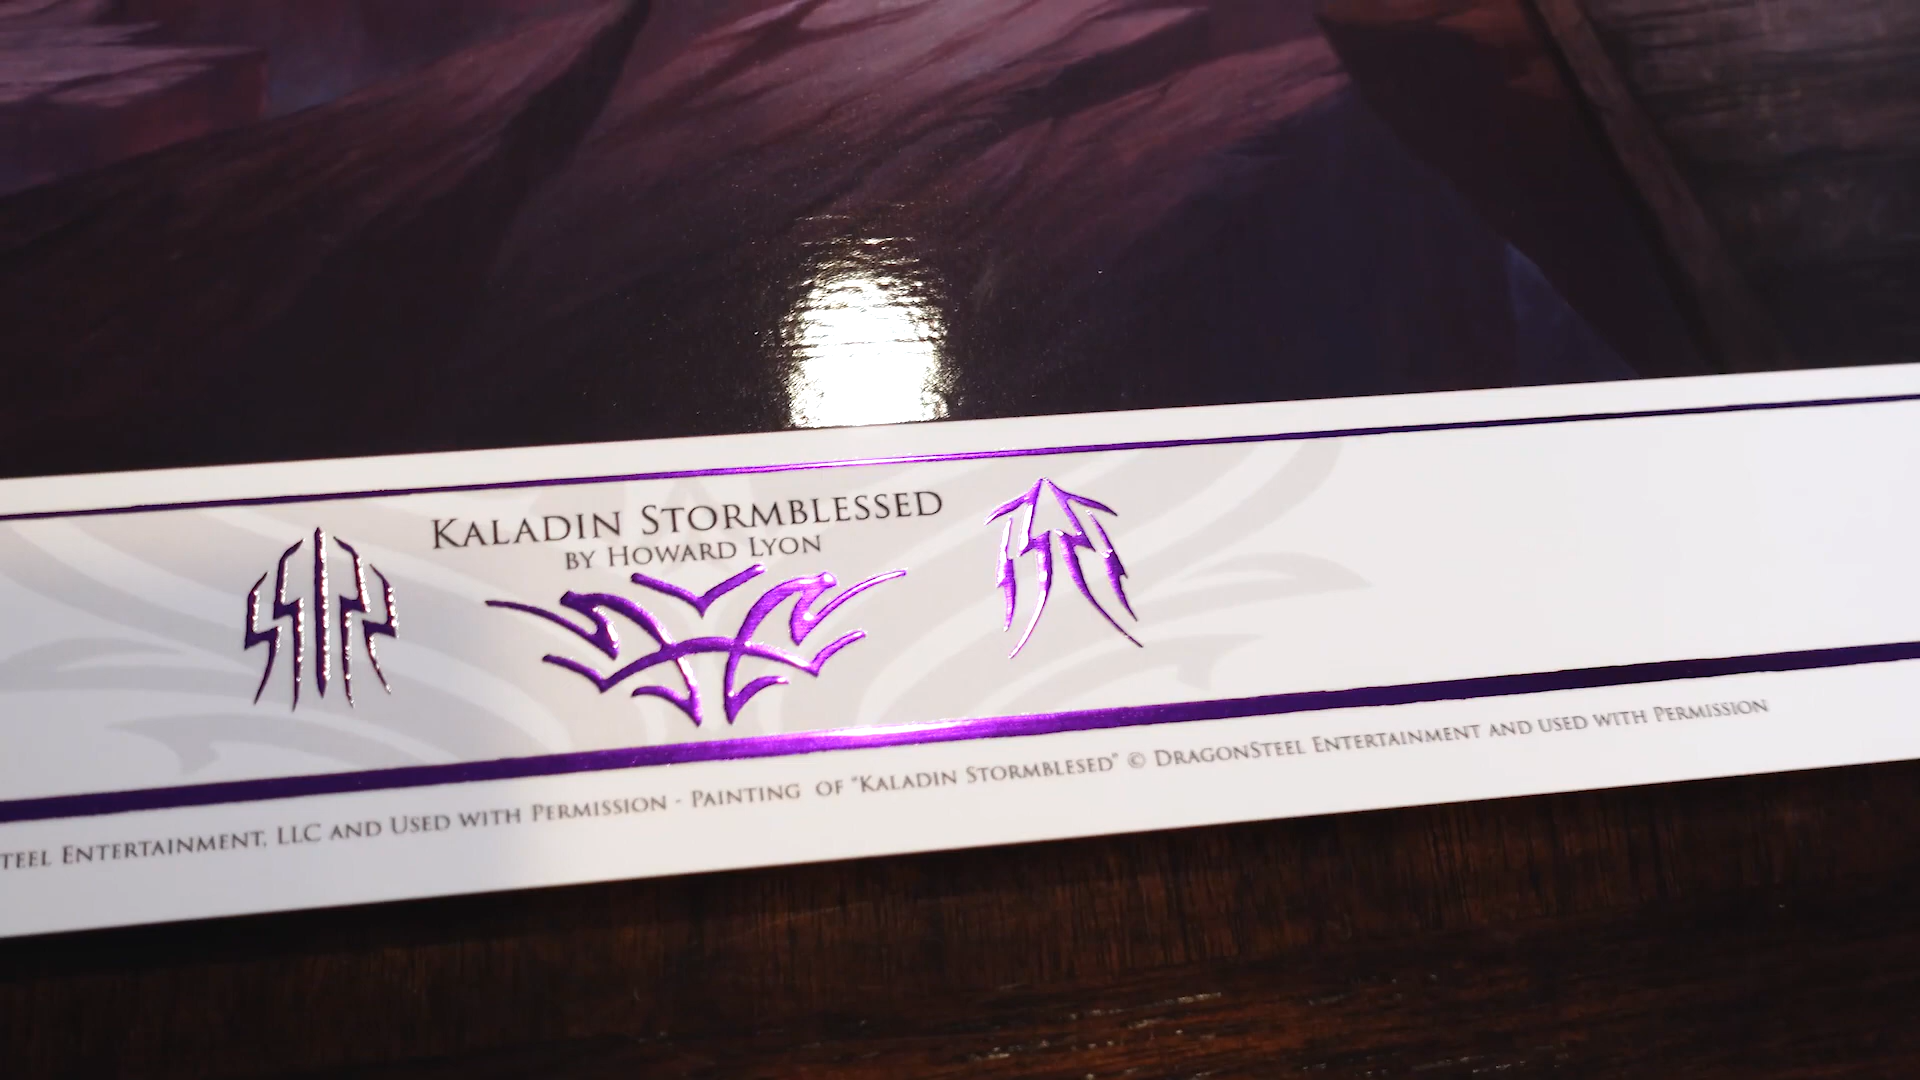 KALADIN STORMBLESSED
BY HOWARD LYON
TEEL ENTERTAINMENT, LLC AND USED WITH PERMISSION - PAINTING OF "KALADIN STORMBLESED" © DRAGONSTEEL ENTERTAINMENT AND USED WITH PERMISSION